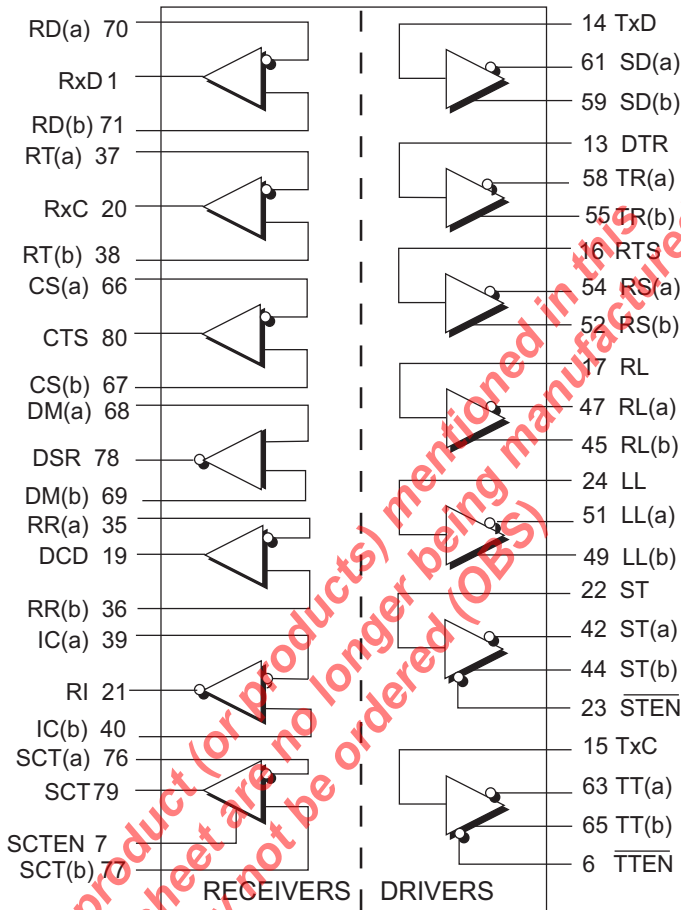 RD(a) 70
RxD 1
RD(b) 71
RT(a) 37
RxC 20
RT(b) 38
CS(a) 66
CTS 80
CS(b) 67
DM(a) 68
DSR 78
DM(b) 69
RR(a) 35
DCD 19
RR(b) 36
IC(a) 39
RI 21
IC(b) 40
SCT(a) 76
SCT79
SCTEN 7
SCT(b) 77
RECEIVERS
DRIVERS
14 TxD
61 SD(a)
59 SD(b)
13 DTR
58 TR(a)
55 TR(b)
16 RTS
54 RS(a)
52 RS(b)
17 RL
47 RL(a)
45 RL(b)
24 LL
51 LL(a)
49 LL(b)
22 ST
42 ST(a)
44 ST(b)
23 STEN
15 TxC
63 TT(a)
65 TT(b)
6 TTEN
product (or products) mentioned in this
sheet are no longer being manufactured
not be ordered (OBS)